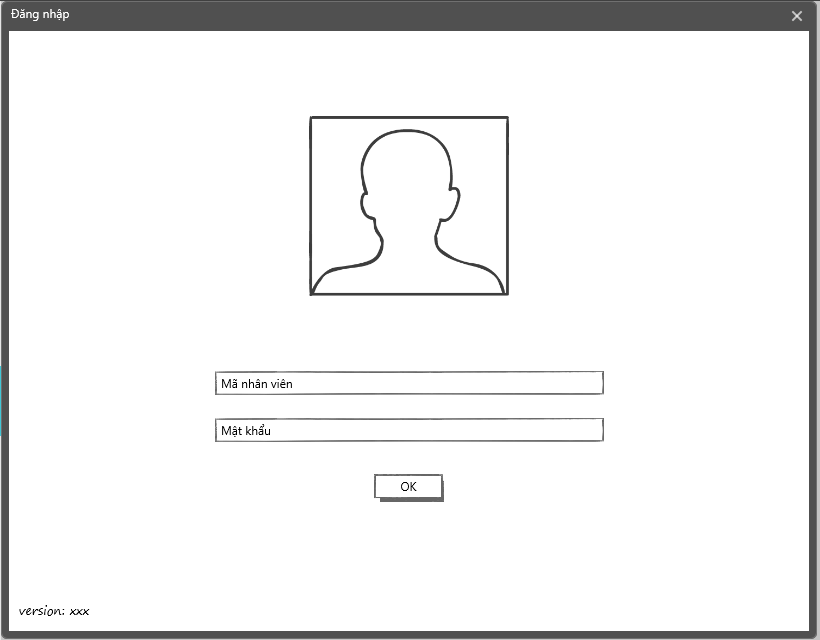 Đăng nhập
Mã nhân viên
Mật khẩu
OK
version: xxx